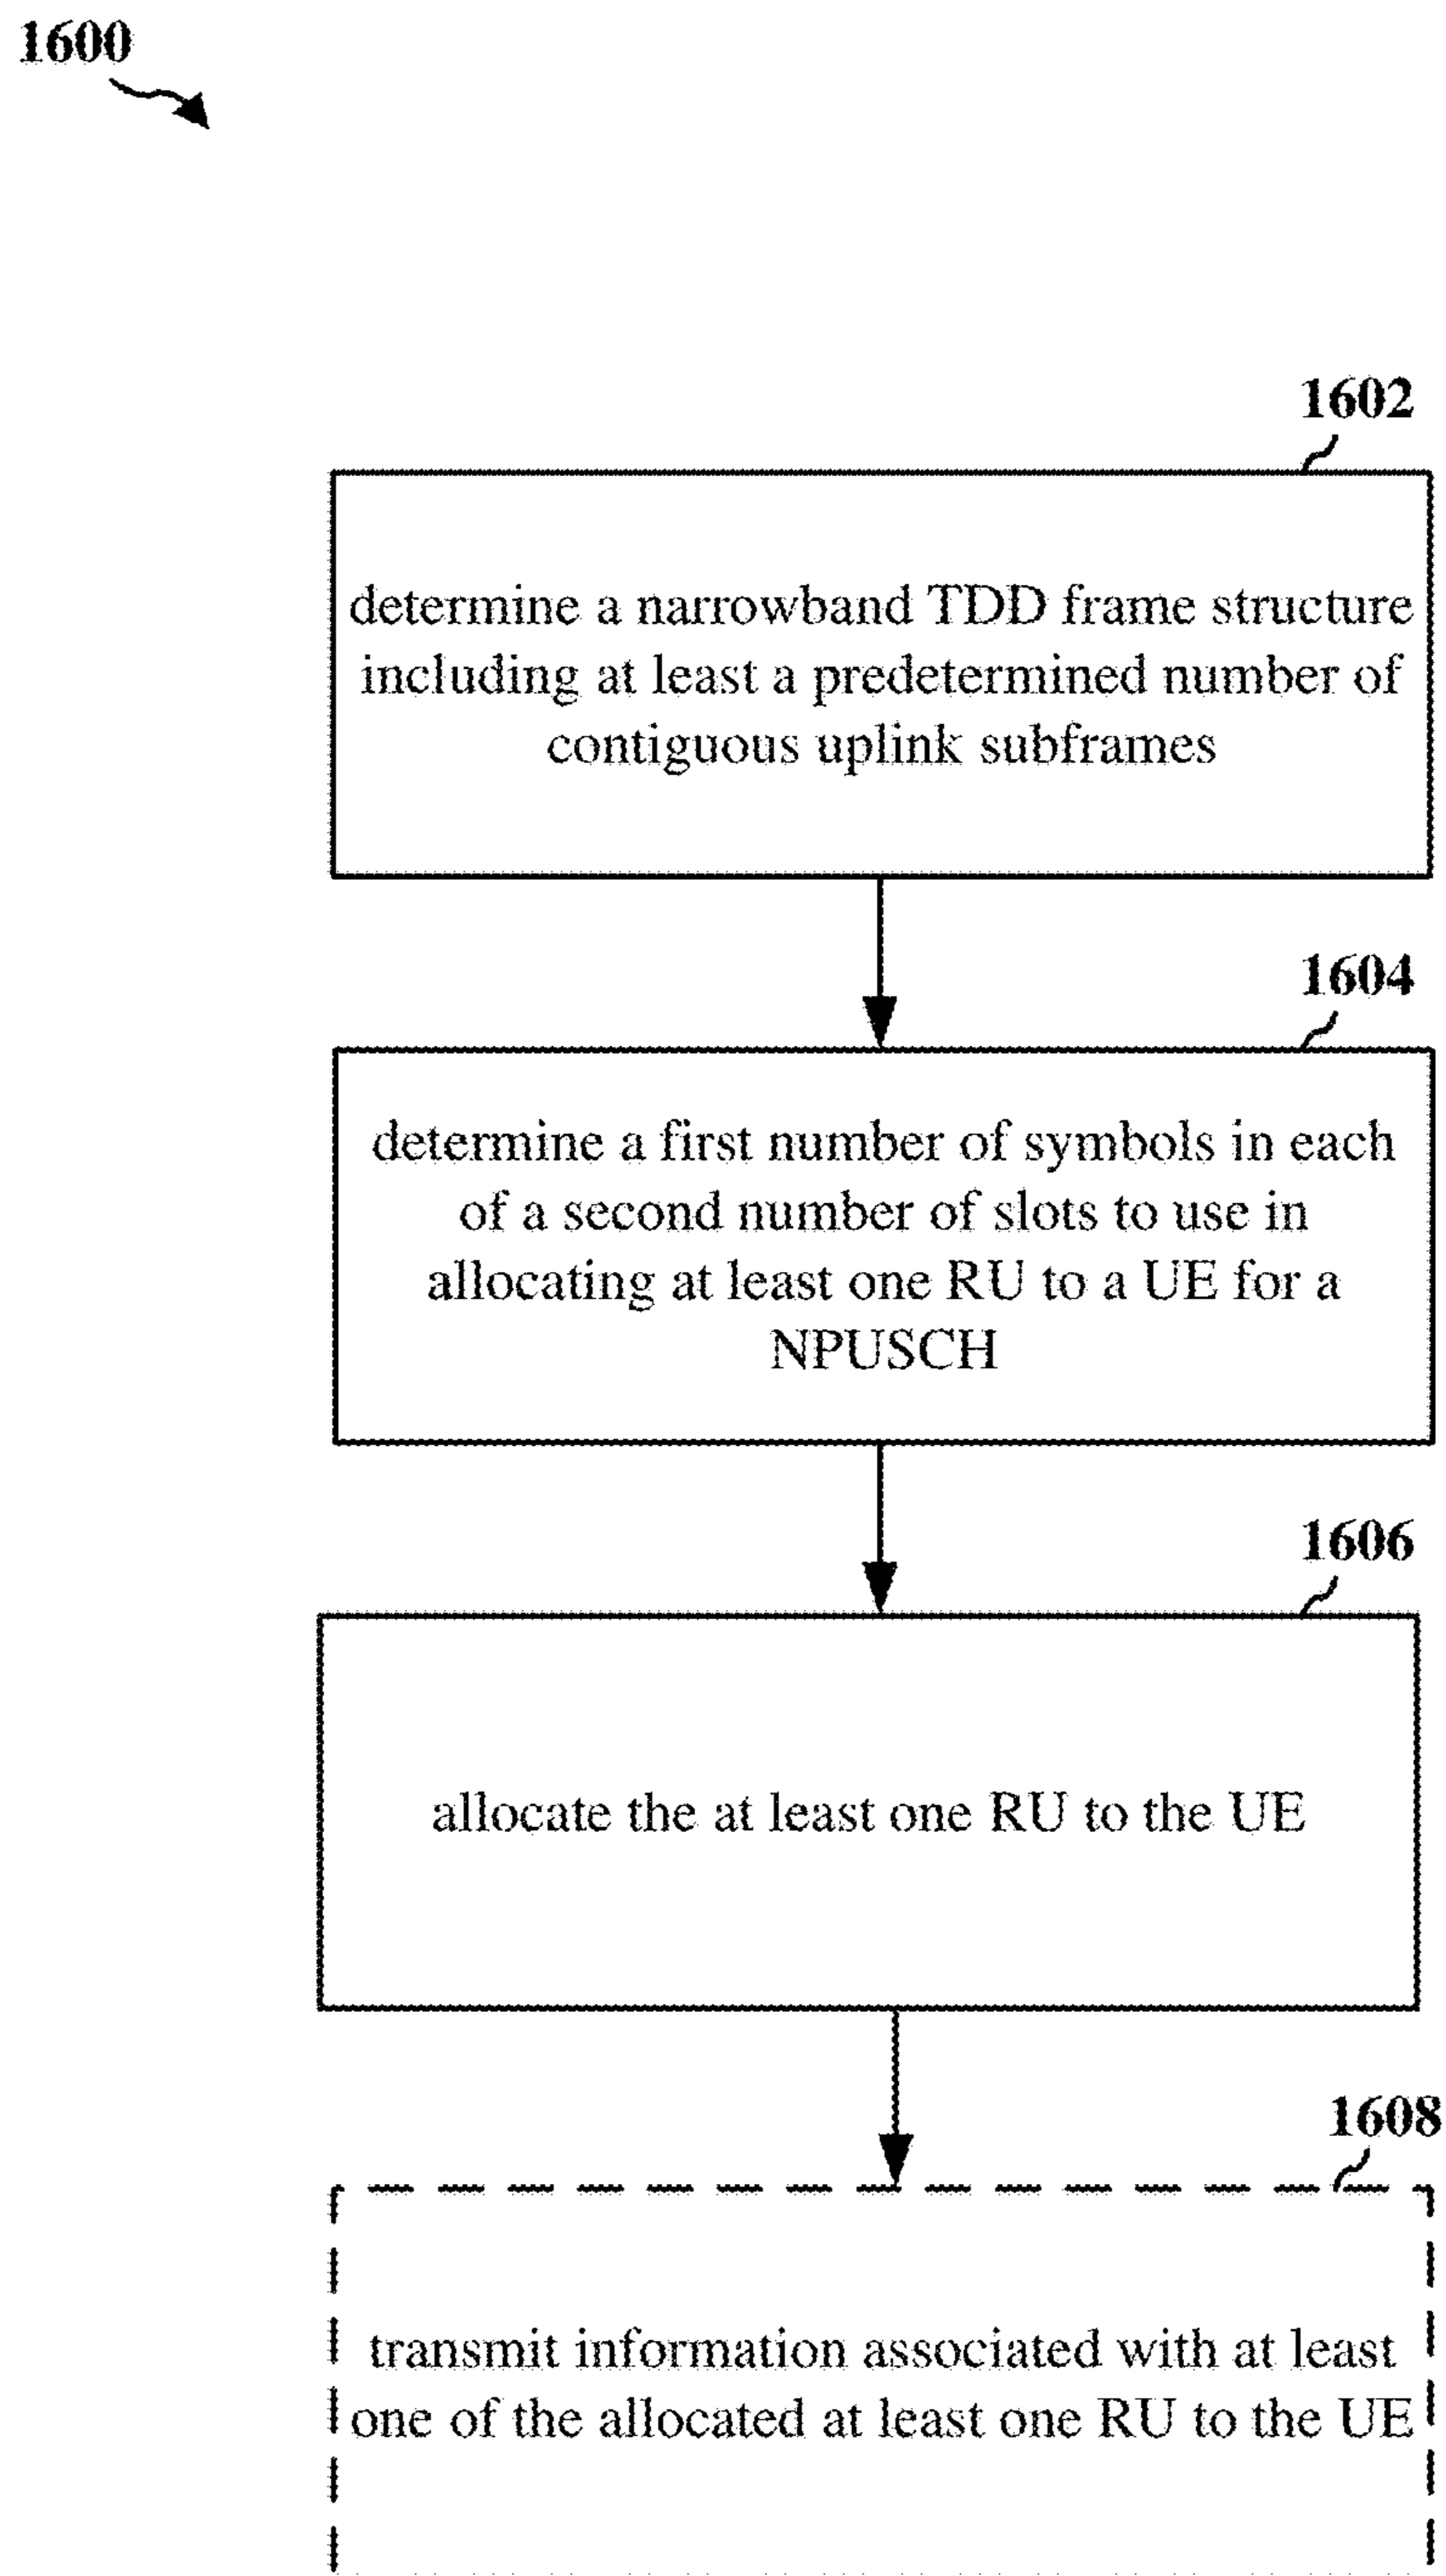 1600
1602
determine a narrowband TDD frame structure
including at least a predetermined number of
contiguous uplink subframes
1604
determine a first number of symbols in each
of a second number of slots to use in
allocating at least one RU to a UE for a
NPUSCH
1606
allocate the at least one RU to the UE
1608
transmit information associated with at least
one of the allocated at least one RU to the UE